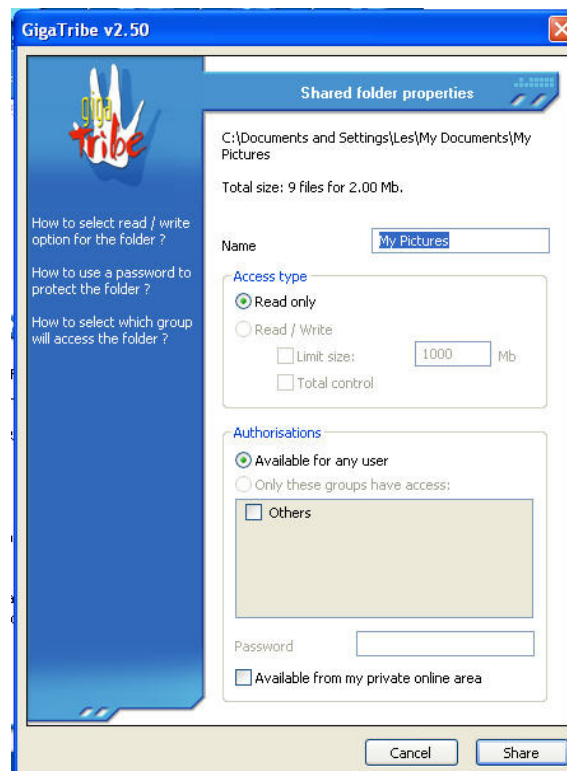 GigaTribe v2.50
giga
tribe
How to select read / write
option for the folder ?
How to use a password to
protect the folder ?
How to select which group
will access the folder ?
Shared folder properties
C:\Documents and Settings\Les\My Documents\My
Pictures
Total size: 9 files for 2.00 Mb.
Name My Pictures
Access type
Read only
Read / Write
Limit size: 1000 Mb
Total control
Authorisations
Available for any user
Only these groups have access:
Others
Password
Available from my private online area
Cancel Share